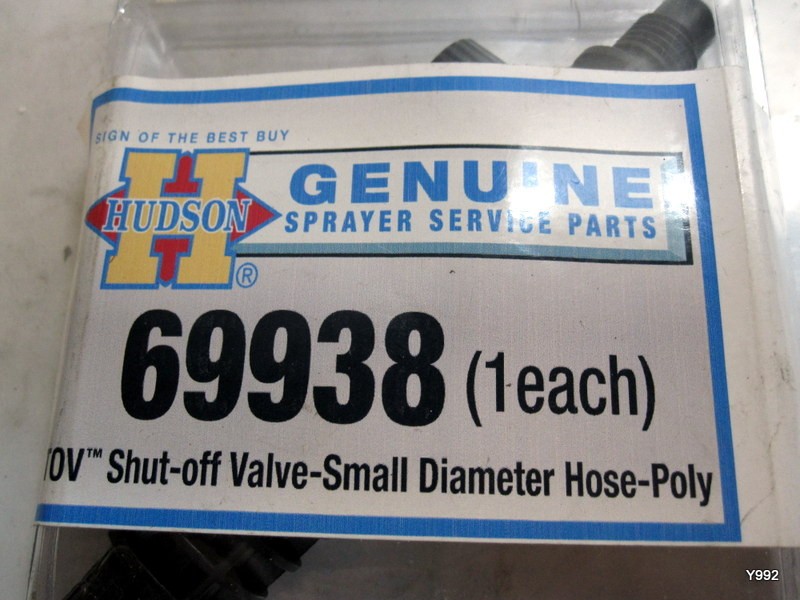 SIGN OF THE BEST BUY
HUDSON®
GENUINE
SPRAYER SERVICE PARTS
69938 (1each)
TOV™ Shut-off Valve-Small Diameter Hose-Poly
Y992